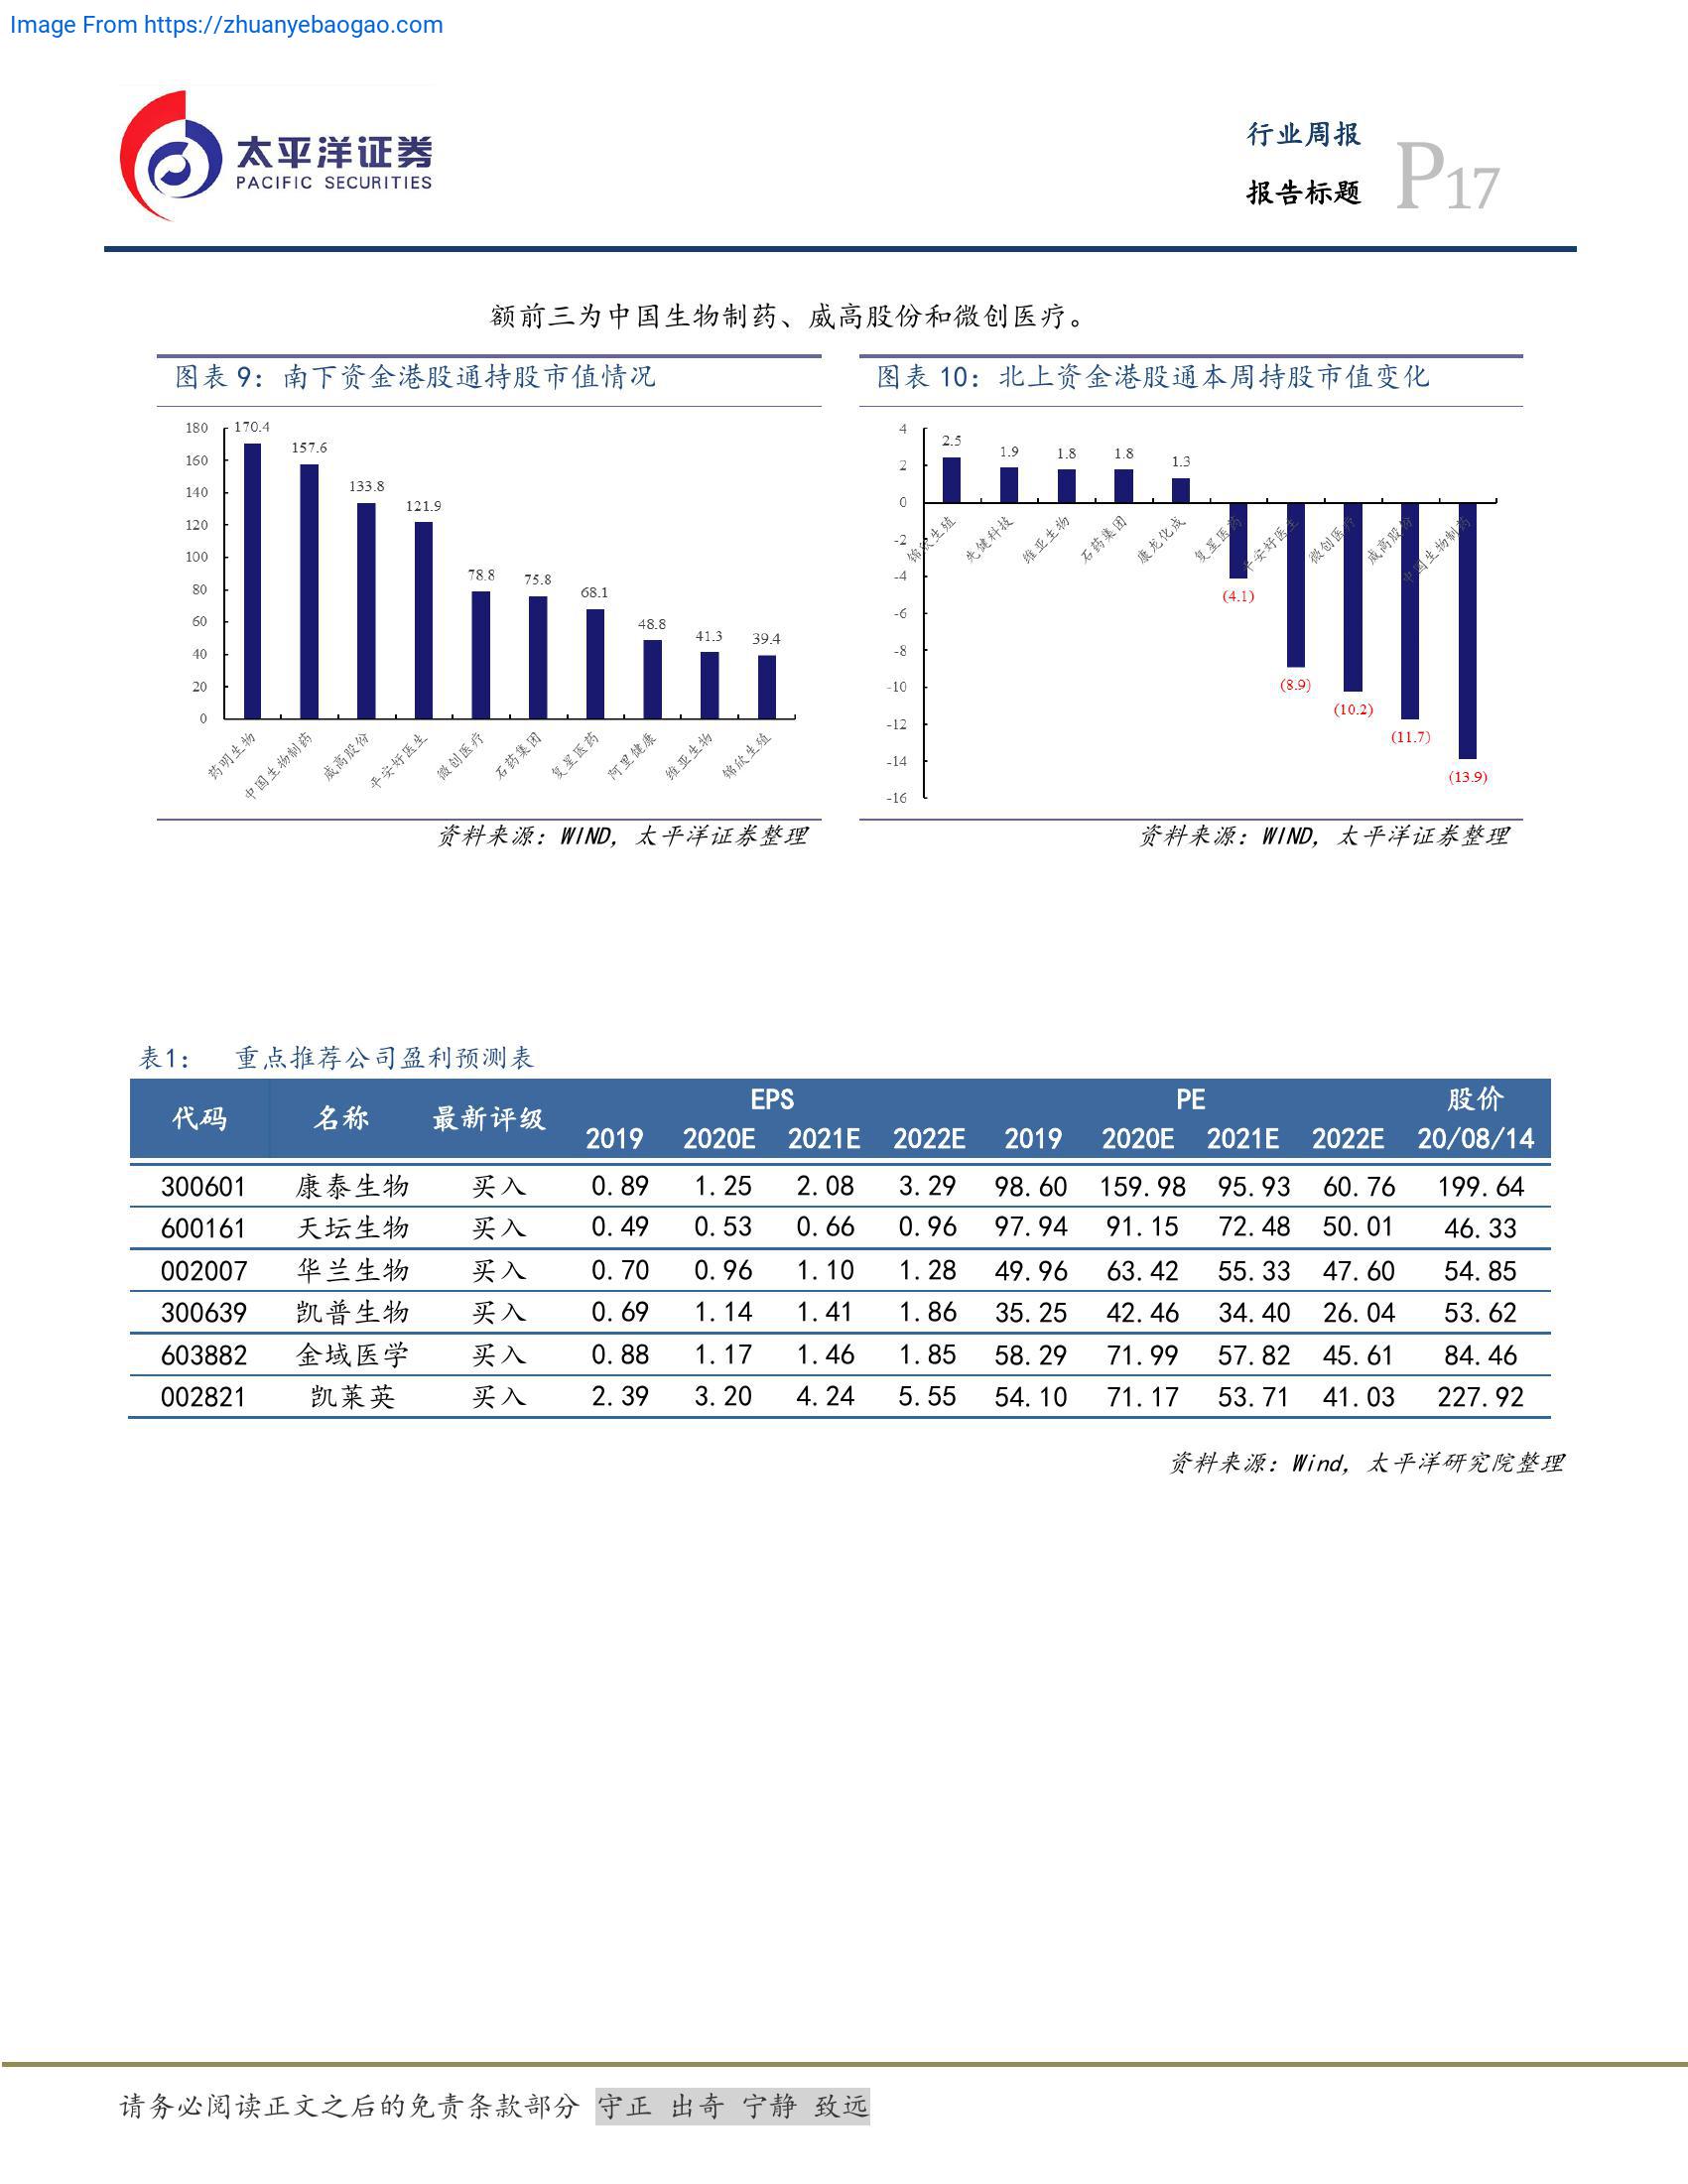 Image From https://zhuanyebaogao.com
太平洋证券
PACIFIC SECURITIES
行业周报
报告标题
P17
额前三为中国生物制药、威高股份和微创医疗。
图表 9：南下资金港股通持股市值情况
180
160
140
120
100
80
60
40
20
0
170.4
157.6
133.8
121.9
78.8
75.8
68.1
48.8
41.3
39.4
药明生物
中国生物制药
威高股份
平安好医生
微创医疗
石药集团
复星医药
阿里健康
维亚生物
锦欣生殖
资料来源：WIND，太平洋证券整理
图表 10：北上资金港股通本周持股市值变化
4
2
0
-2
-4
-6
-8
-10
-12
-14
-16
2.5
1.9
1.8
1.8
1.3
(4.1)
(8.9)
(10.2)
(11.7)
(13.9)
锦欣生殖
先健科技
维亚生物
石药集团
康龙化成
复星医药
平安好医生
微创医疗
威高股份
中国生物制药
资料来源：WIND，太平洋证券整理
表1： 重点推荐公司盈利预测表
代码 名称 最新评级 EPS PE 股价
2019 2020E 2021E 2022E 2019 2020E 2021E 2022E 20/08/14
300601 康泰生物 买入 0.89 1.25 2.08 3.29 98.60 159.98 95.93 60.76 199.64
600161 天坛生物 买入 0.49 0.53 0.66 0.96 97.94 91.15 72.48 50.01 46.33
002007 华兰生物 买入 0.70 0.96 1.10 1.28 49.96 63.42 55.33 47.60 54.85
300639 凯普生物 买入 0.69 1.14 1.41 1.86 35.25 42.46 34.40 26.04 53.62
603882 金域医学 买入 0.88 1.17 1.46 1.85 58.29 71.99 57.82 45.61 84.46
002821 凯莱英 买入 2.39 3.20 4.24 5.55 54.10 71.17 53.71 41.03 227.92
资料来源：Wind，太平洋研究院整理
请务必阅读正文之后的免责条款部分 守正 出奇 宁静 致远